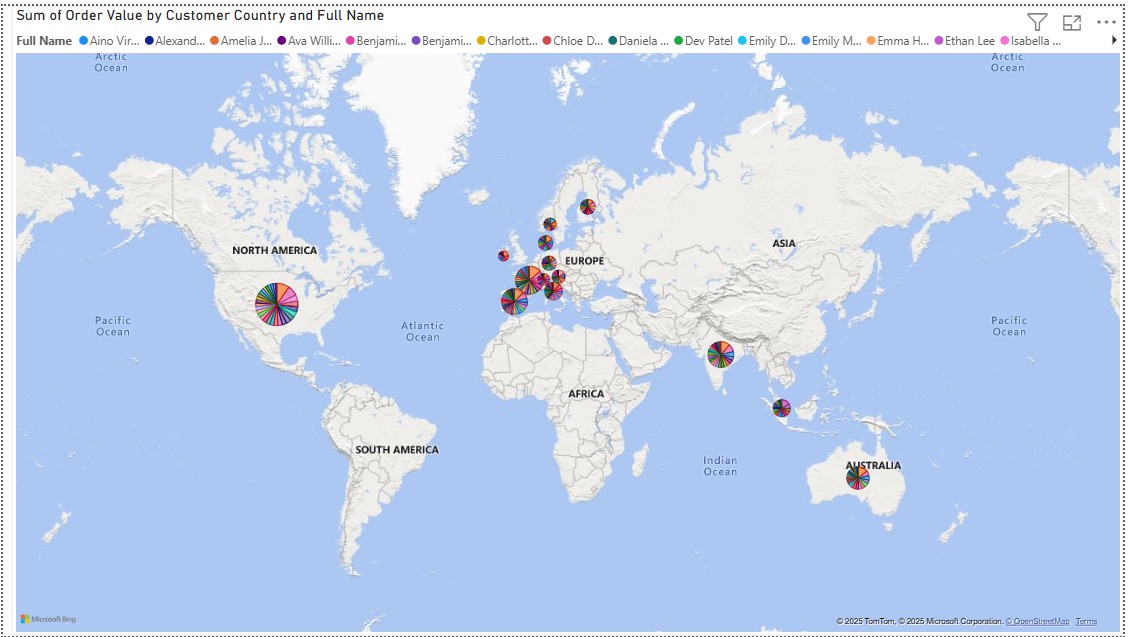 Sum of Order Value by Customer Country and Full Name
Full Name Aino Vir... Alexand... Amelia J... Ava Willi... Benjami... Benjami... Charlott... Chloe D... Daniela ... Dev Patel Emily D... Emily M... Emma H... Ethan Lee Isabella ...
Arctic
Ocean
Arctic
Ocean
NORTH AMERICA
ASIA
EUROPE
Pacific
Ocean
Atlantic
Ocean
Pacific
Ocean
AFRICA
SOUTH AMERICA
Indian
Ocean
AUSTRALIA
Microsoft Bing
© 2025 TomTom, © 2025 Microsoft Corporation, © OpenStreetMap Terms